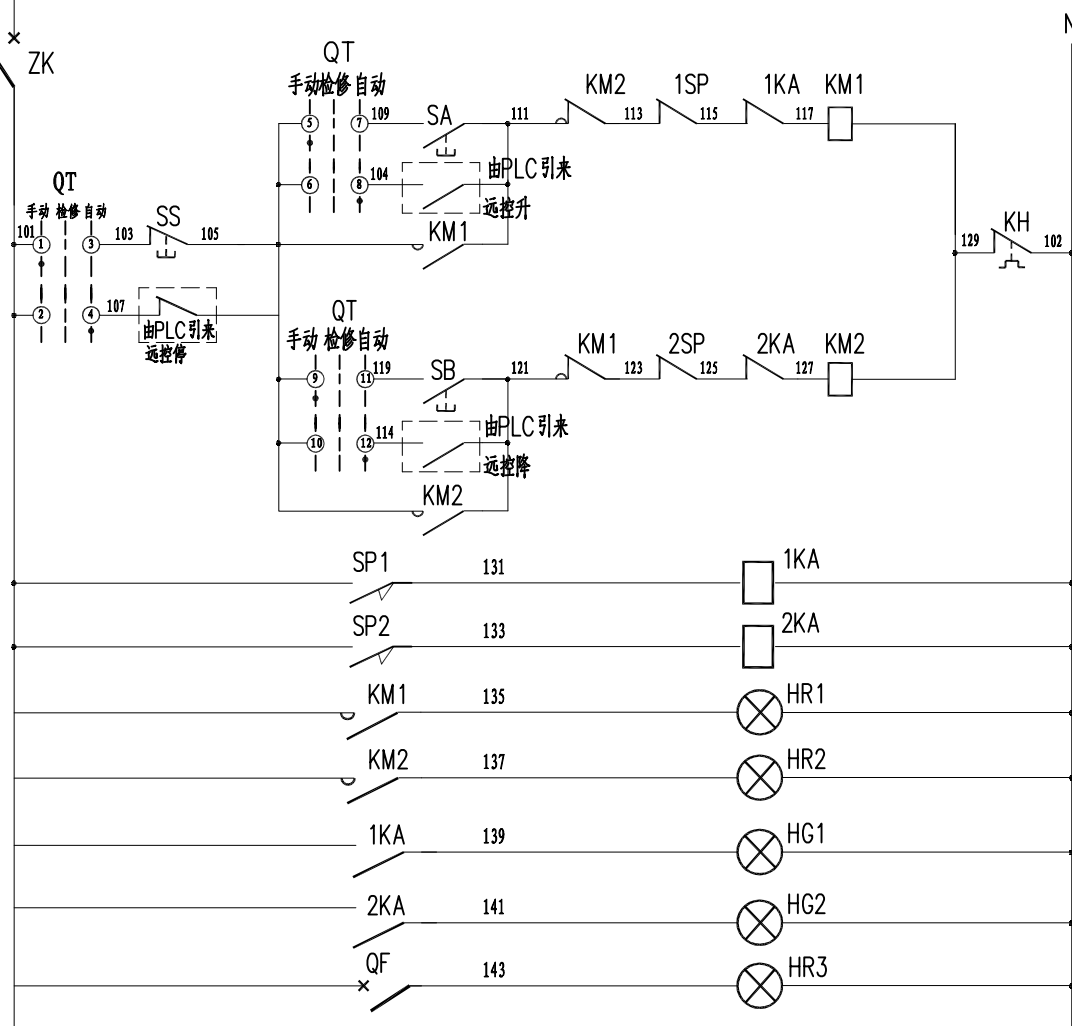 N
ZK
QT
手动 检修 自动
5 7 109 SA 111 KM2 113 1SP 115 1KA 117 KM1
6 8 104 由PLC引来
远控升
QT
手动 检修 自动
101 1 3 103 SS 105
KM1
129 KH 102
2 4 107
由PLC引来
远控停
QT
手动 检修 自动
9 11 119 SB 121 KM1 123 2SP 125 2KA 127 KM2
10 12 114 由PLC引来
远控降
KM2
SP1 131 1KA
SP2 133 2KA
KM1 135 HR1
KM2 137 HR2
1KA 139 HG1
2KA 141 HG2
QF 143 HR3